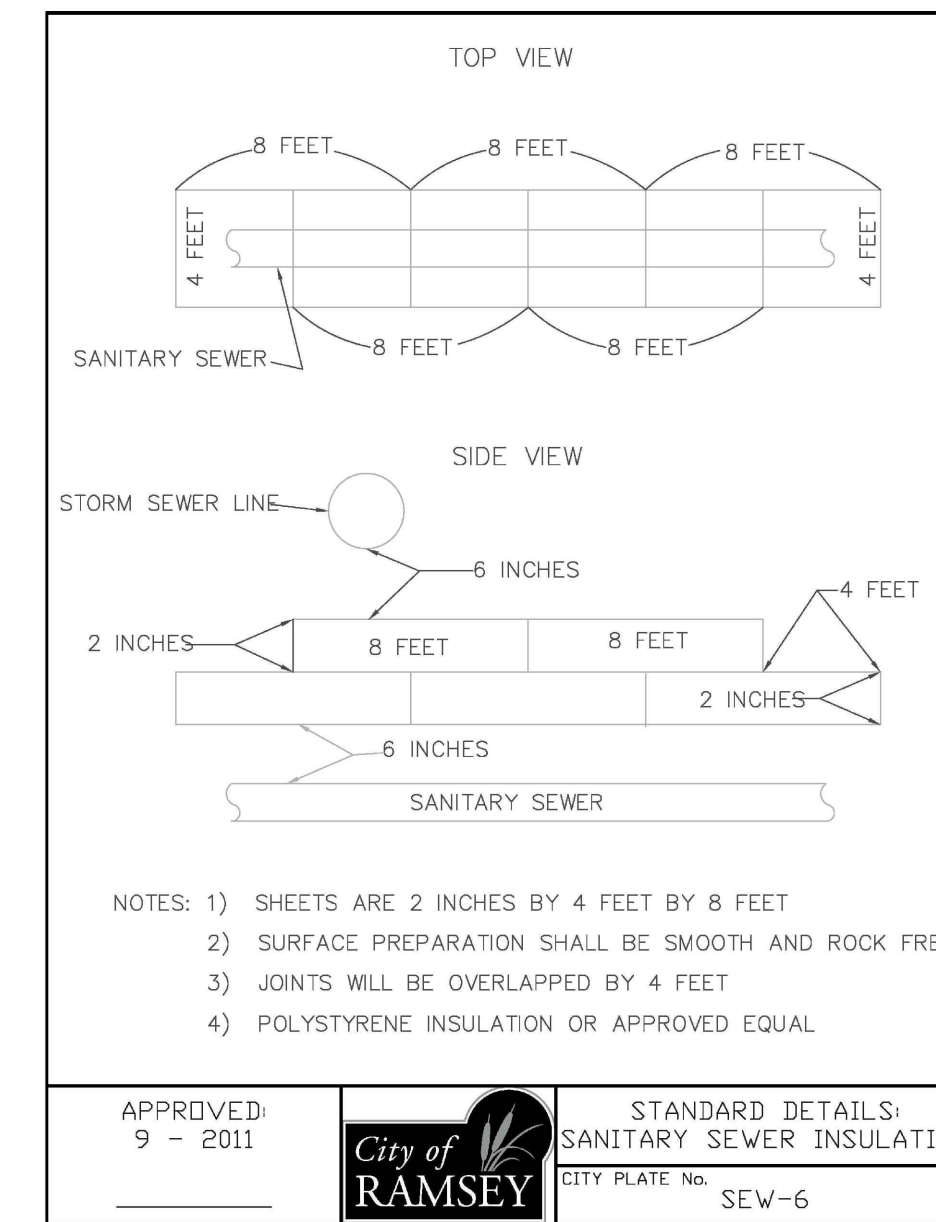 TOP VIEW
8 FEET
8 FEET
8 FEET
4 FEET
4 FEET
8 FEET
8 FEET
SANITARY SEWER
SIDE VIEW
STORM SEWER LINE
6 INCHES
4 FEET
2 INCHES
8 FEET
8 FEET
2 INCHES
6 INCHES
SANITARY SEWER
NOTES: 1) SHEETS ARE 2 INCHES BY 4 FEET BY 8 FEET
2) SURFACE PREPARATION SHALL BE SMOOTH AND ROCK FRE
3) JOINTS WILL BE OVERLAPPED BY 4 FEET
4) POLYSTYRENE INSULATION OR APPROVED EQUAL
APPROVED:
9 - 2011
City of
RAMSEY
STANDARD DETAILS:
SANITARY SEWER INSULATI
CITY PLATE No.
SEW-6